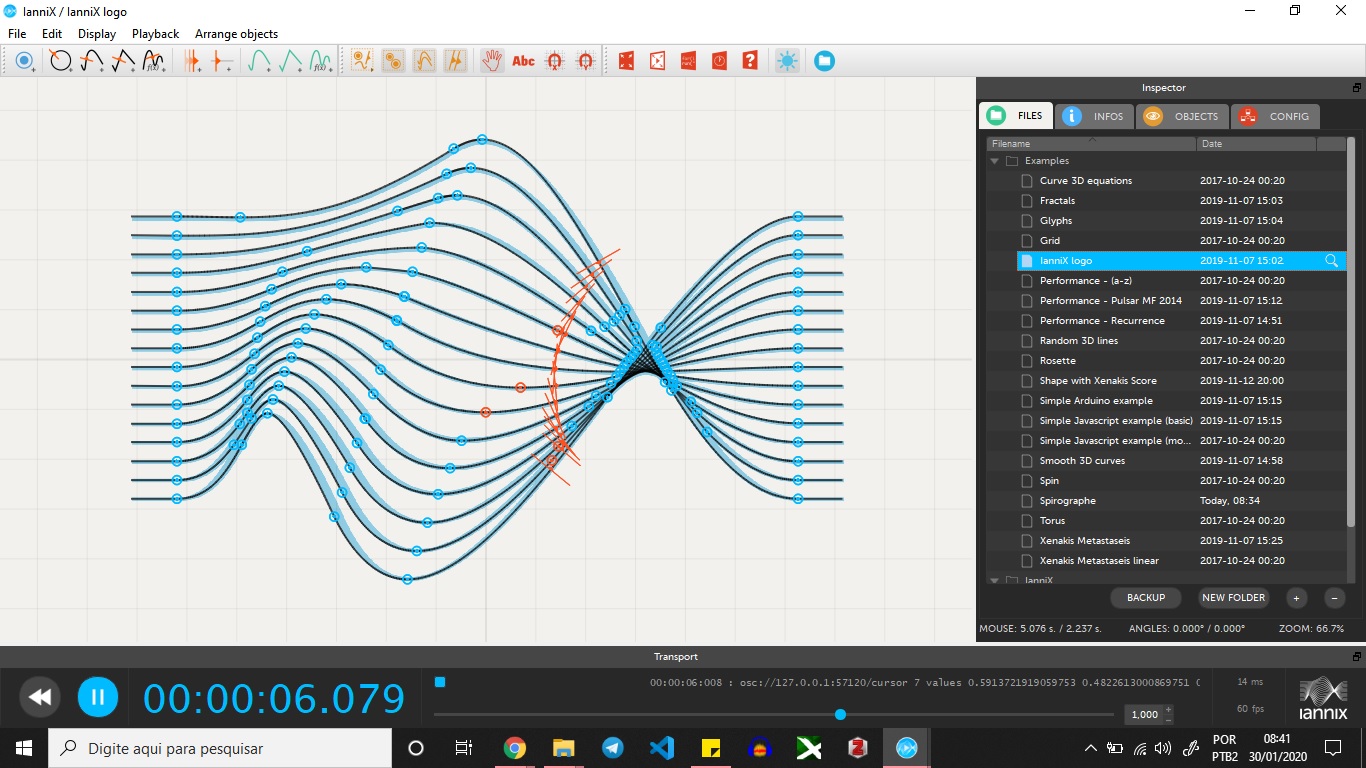 IanniX / IanniX logo
File Edit Display Playback Arrange objects
f(x) f(x) Abc ?
Inspector
FILES INFOS OBJECTS CONFIG
Filename Date
Examples
Curve 3D equations 2017-10-24 00:20
Fractals 2019-11-07 15:03
Glyphs 2019-11-07 15:04
Grid 2017-10-24 00:20
IanniX logo 2019-11-07 15:02
Performance - (a-z) 2017-10-24 00:20
Performance - Pulsar MF 2014 2019-11-07 15:12
Performance - Recurrence 2019-11-07 14:51
Random 3D lines 2017-10-24 00:20
Rosette 2017-10-24 00:20
Shape with Xenakis Score 2019-11-12 20:00
Simple Arduino example 2019-11-07 15:15
Simple Javascript example (basic) 2019-11-07 15:15
Simple Javascript example (mo... 2017-10-24 00:20
Smooth 3D curves 2019-11-07 14:58
Spin 2017-10-24 00:20
Spirographe Today, 08:34
Torus 2017-10-24 00:20
Xenakis Metastaseis 2019-11-07 15:25
Xenakis Metastaseis linear 2017-10-24 00:20
IanniX
BACKUP NEW FOLDER + −
MOUSE: 5.076 s. / 2.237 s. ANGLES: 0.000° / 0.000° ZOOM: 66.7%
Transport
00:00:06.079
00:00:06:008 : osc://127.0.0.1:57120/cursor 7 values 0.5913721919059753 0.4822613000869751
14 ms
60 fps
1,000
iannix
Digite aqui para pesquisar
POR
PTB2
08:41
30/01/2020